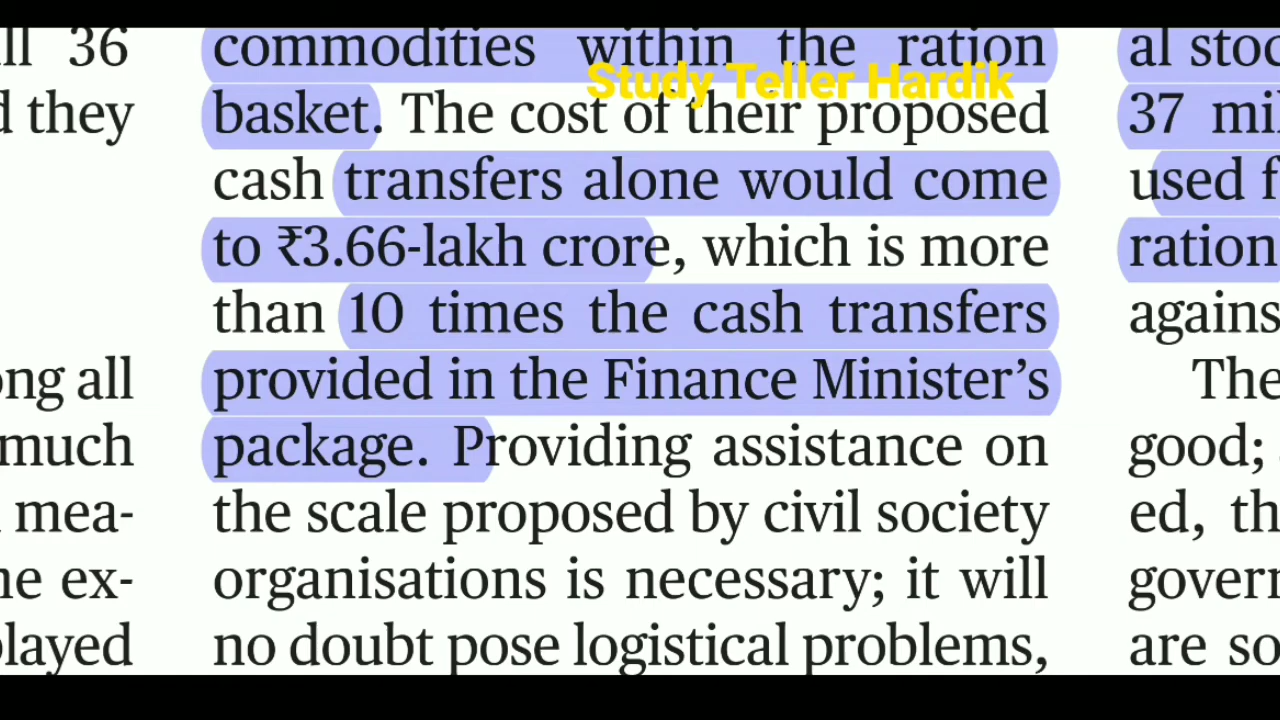 ll 36
they
ong all
much
mea-
ne ex-
played
commodities within the ration
Study Teller Hardik
basket. The cost of their proposed
cash transfers alone would come
to ₹3.66-lakh crore, which is more
than 10 times the cash transfers
provided in the Finance Minister’s
package. Providing assistance on
the scale proposed by civil society
organisations is necessary; it will
no doubt pose logistical problems,
al stoc
37 mil
used f
ration
agains
The
good;
ed, th
govern
are so